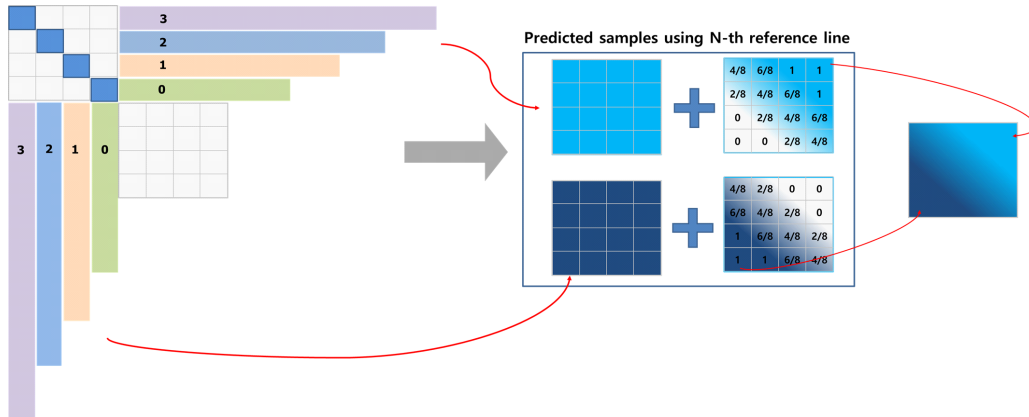 3
2
1
0
3 2 1 0
Predicted samples using N-th reference line
4/8 6/8 1 1
2/8 4/8 6/8 1
0 2/8 4/8 6/8
0 0 2/8 4/8
4/8 2/8 0 0
6/8 4/8 2/8 0
1 6/8 4/8 2/8
1 1 6/8 4/8